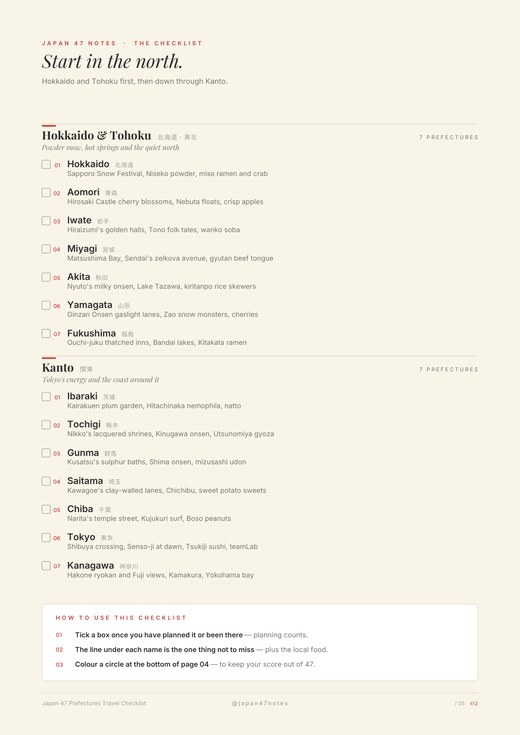 JAPAN 47 NOTES · THE CHECKLIST
Start in the north.
Hokkaido and Tohoku first, then down through Kanto.
Hokkaido & Tohoku 北海道・東北 7 PREFECTURES
Powder snow, hot springs and the quiet north
01 Hokkaido 北海道
Sapporo Snow Festival, Niseko powder, miso ramen and crab
02 Aomori 青森
Hirosaki Castle cherry blossoms, Nebuta floats, crisp apples
03 Iwate 岩手
Hiraizumi's golden halls, Tono folk tales, wanko soba
04 Miyagi 宮城
Matsushima Bay, Sendai's zelkova avenue, gyutan beef tongue
05 Akita 秋田
Nyuto's milky onsen, Lake Tazawa, kiritanpo rice skewers
06 Yamagata 山形
Ginzan Onsen gaslight lanes, Zao snow monsters, cherries
07 Fukushima 福島
Ouchi-juku thatched inns, Bandai lakes, Kitakata ramen
Kanto 関東 7 PREFECTURES
Tokyo's energy and the coast around it
01 Ibaraki 茨城
Kairakuen plum garden, Hitachinaka nemophila, natto
02 Tochigi 栃木
Nikko's lacquered shrines, Kinugawa onsen, Utsunomiya gyoza
03 Gunma 群馬
Kusatsu's sulphur baths, Shima onsen, mizusashi udon
04 Saitama 埼玉
Kawagoe's clay-walled lanes, Chichibu, sweet potato sweets
05 Chiba 千葉
Narita's temple street, Kujukuri surf, Boso peanuts
06 Tokyo 東京
Shibuya crossing, Senso-ji at dawn, Tsukiji sushi, teamLab
07 Kanagawa 神奈川
Hakone ryokan and Fuji views, Kamakura, Yokohama bay
HOW TO USE THIS CHECKLIST
01 Tick a box once you have planned it or been there — planning counts.
02 The line under each name is the one thing not to miss — plus the local food.
03 Colour a circle at the bottom of page 04 — to keep your score out of 47.
Japan 47 Prefectures Travel Checklist @japan47notes / 05 02